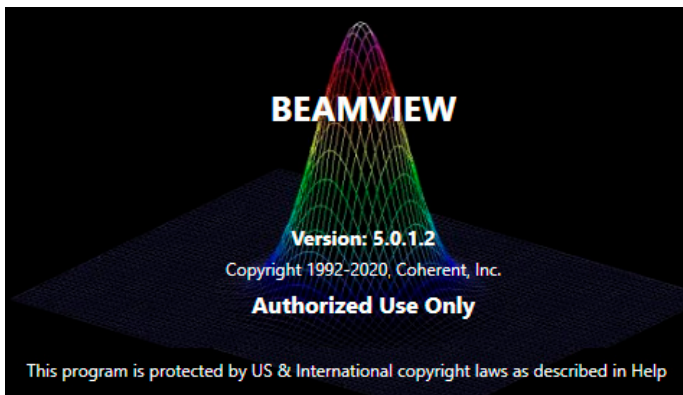 BEAMVIEW
Version: 5.0.1.2
Copyright 1992-2020, Coherent, Inc.
Authorized Use Only
This program is protected by US & International copyright laws as described in Help